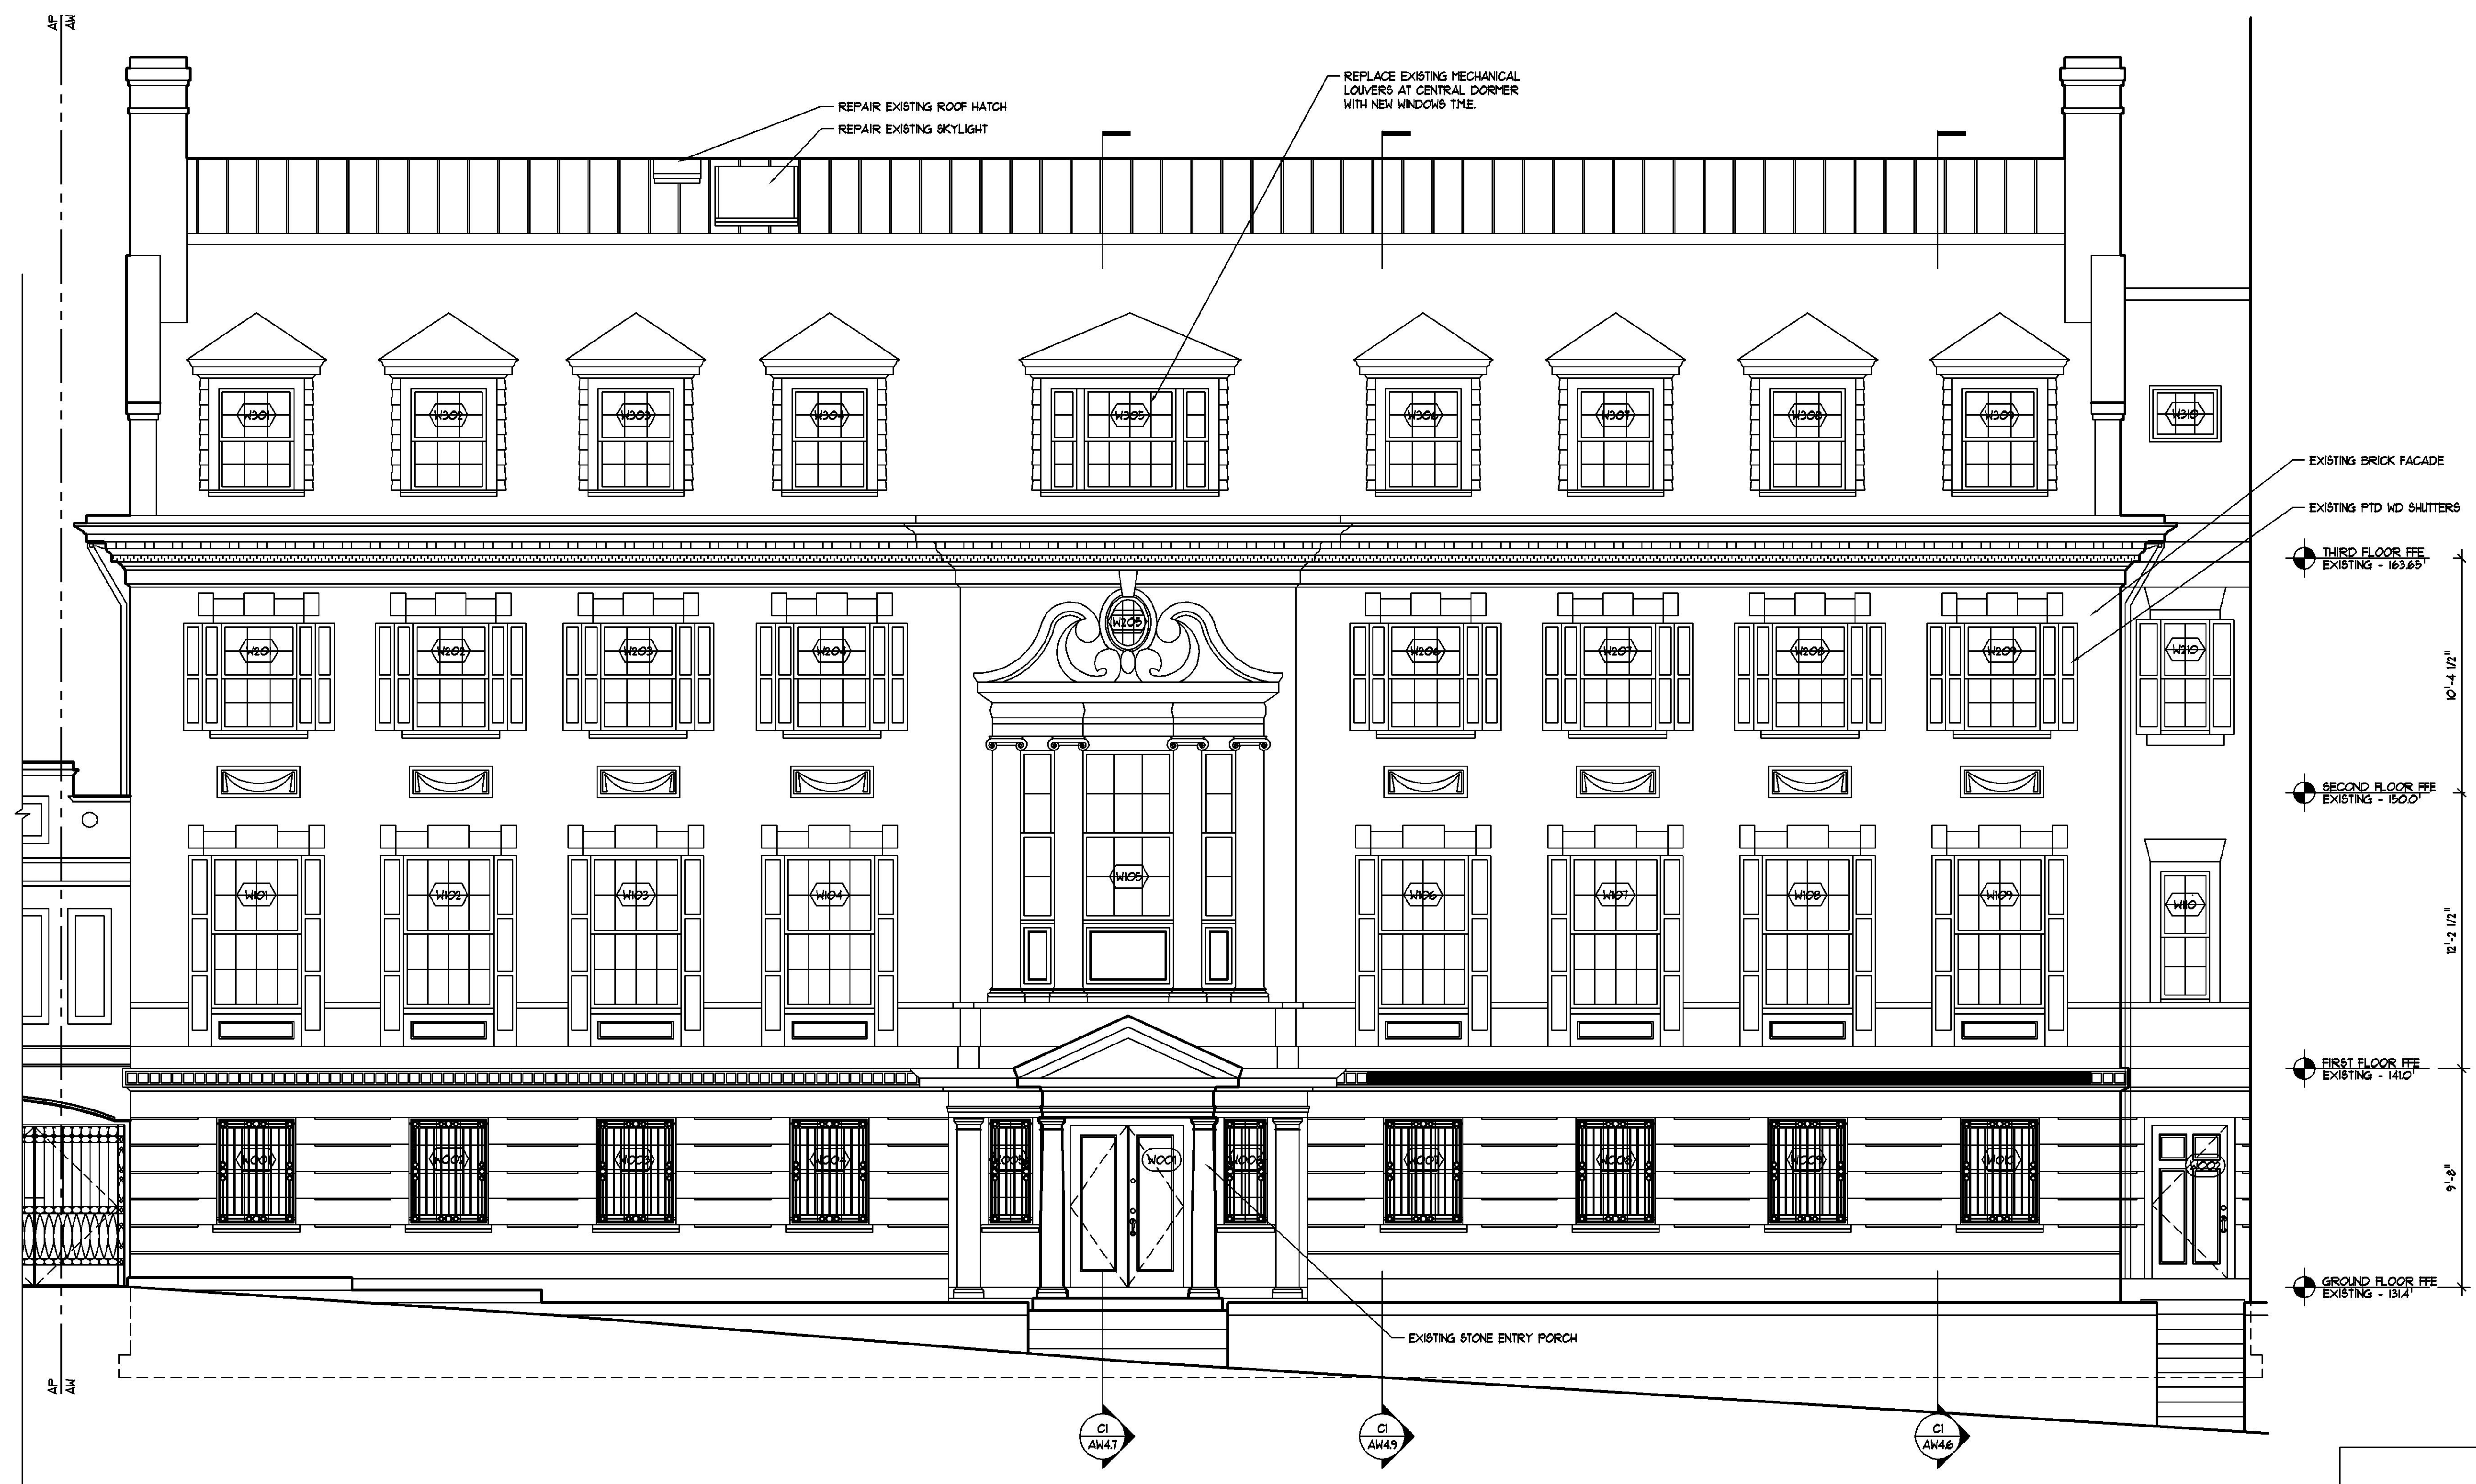 AP
AW
REPLACE EXISTING MECHANICAL
LOUVERS AT CENTRAL DORMER
WITH NEW WINDOWS T.M.E.
REPAIR EXISTING ROOF HATCH
REPAIR EXISTING SKYLIGHT
W301
W302
W303
W304
W305
W306
W307
W308
W309
W310
EXISTING BRICK FACADE
EXISTING PTD WD SHUTTERS
THIRD FLOOR FFE
EXISTING - 163.65'
W205
W201
W202
W203
W204
W206
W207
W208
W209
W210
10'-4 1/2"
SECOND FLOOR FFE
EXISTING - 150.0'
W105
W101
W102
W103
W104
W106
W107
W108
W109
W110
12'-2 1/2"
FIRST FLOOR FFE
EXISTING - 141.0'
W001
W002
W003
W004
W005
W001
W006
W007
W008
W009
W010
W002
9'-8"
GROUND FLOOR FFE
EXISTING - 131.4'
EXISTING STONE ENTRY PORCH
AP
AW
C1
AW4.7
C1
AW4.9
C1
AW4.6